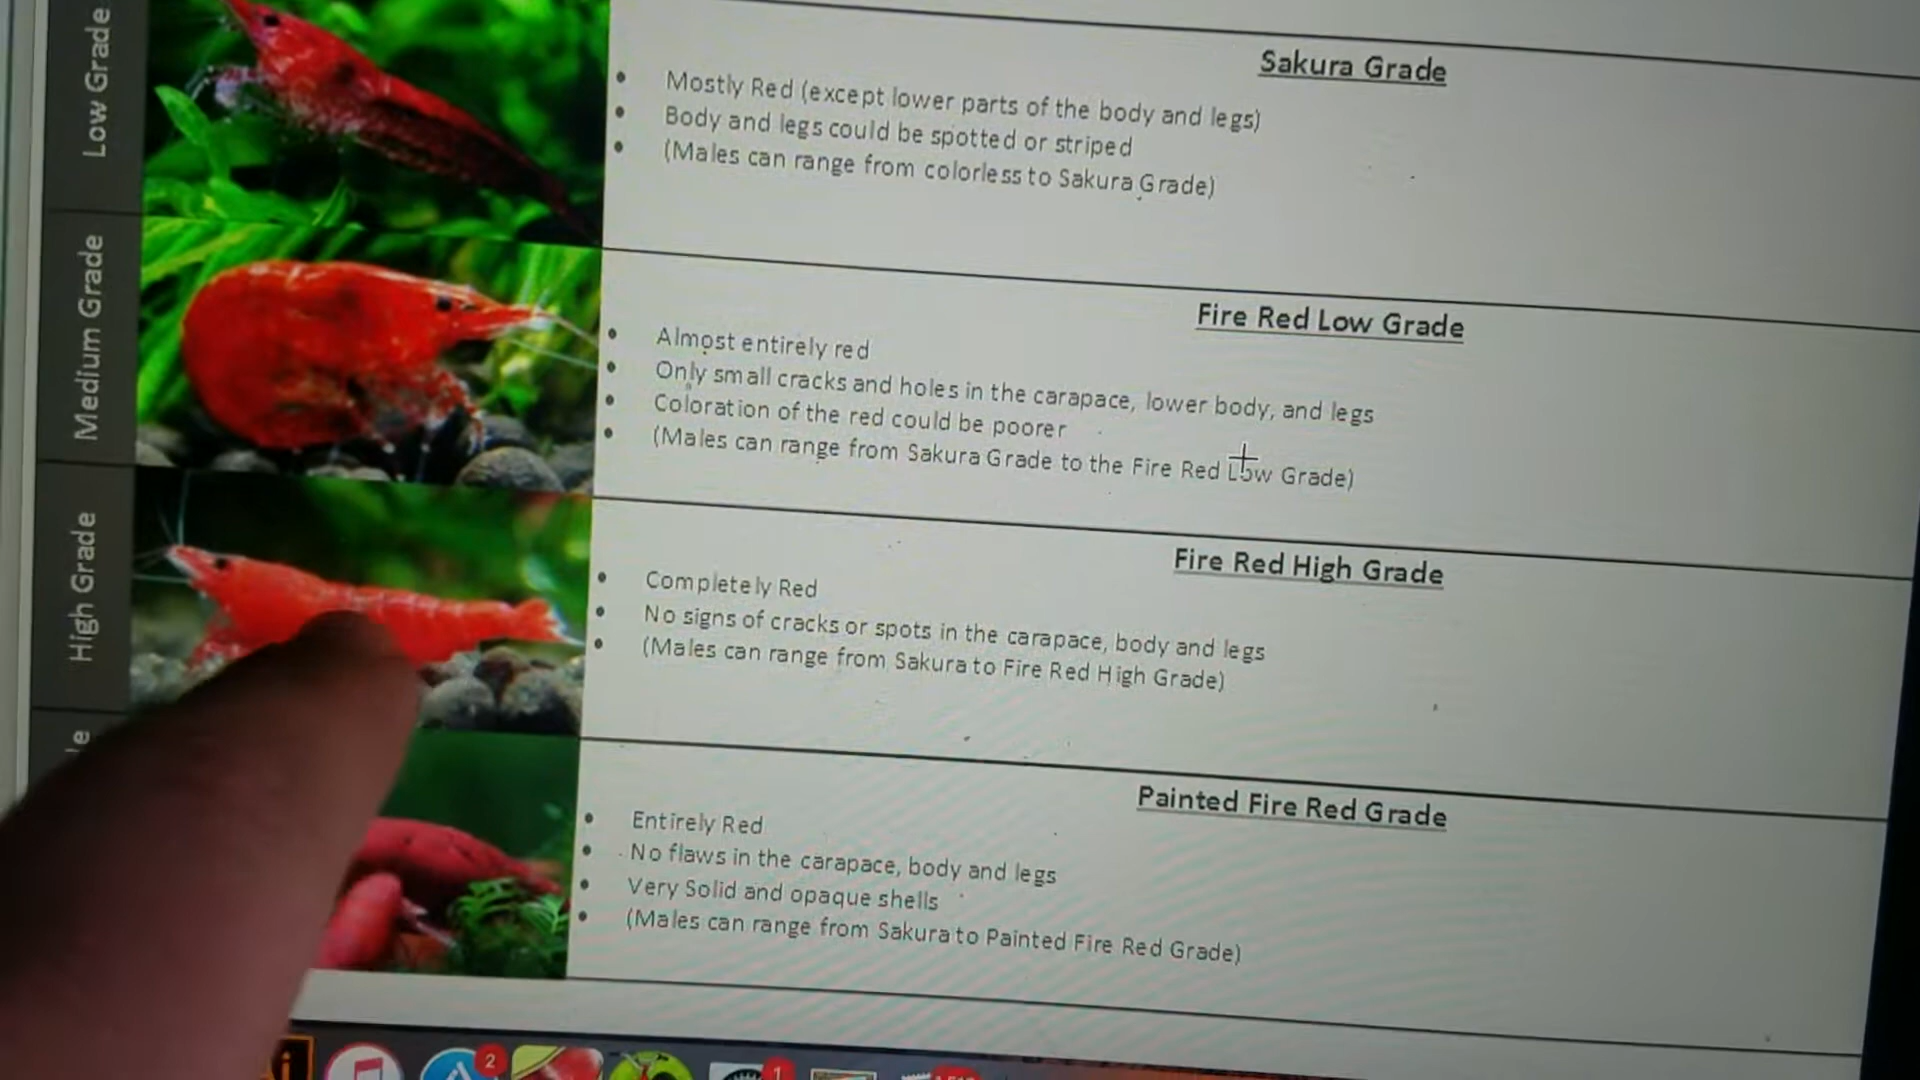 Low Grade
Sakura Grade
Mostly Red (except lower parts of the body and legs)
Body and legs could be spotted or striped
(Males can range from colorless to Sakura Grade)
Medium Grade
Fire Red Low Grade
Almost entirely red
Only small cracks and holes in the carapace, lower body, and legs
Coloration of the red could be poorer
(Males can range from Sakura Grade to the Fire Red Low Grade)
High Grade
Fire Red High Grade
Completely Red
No signs of cracks or spots in the carapace, body and legs
(Males can range from Sakura to Fire Red High Grade)
Painted Fire Red Grade
Entirely Red
No flaws in the carapace, body and legs
Very Solid and opaque shells
(Males can range from Sakura to Painted Fire Red Grade)
2
1